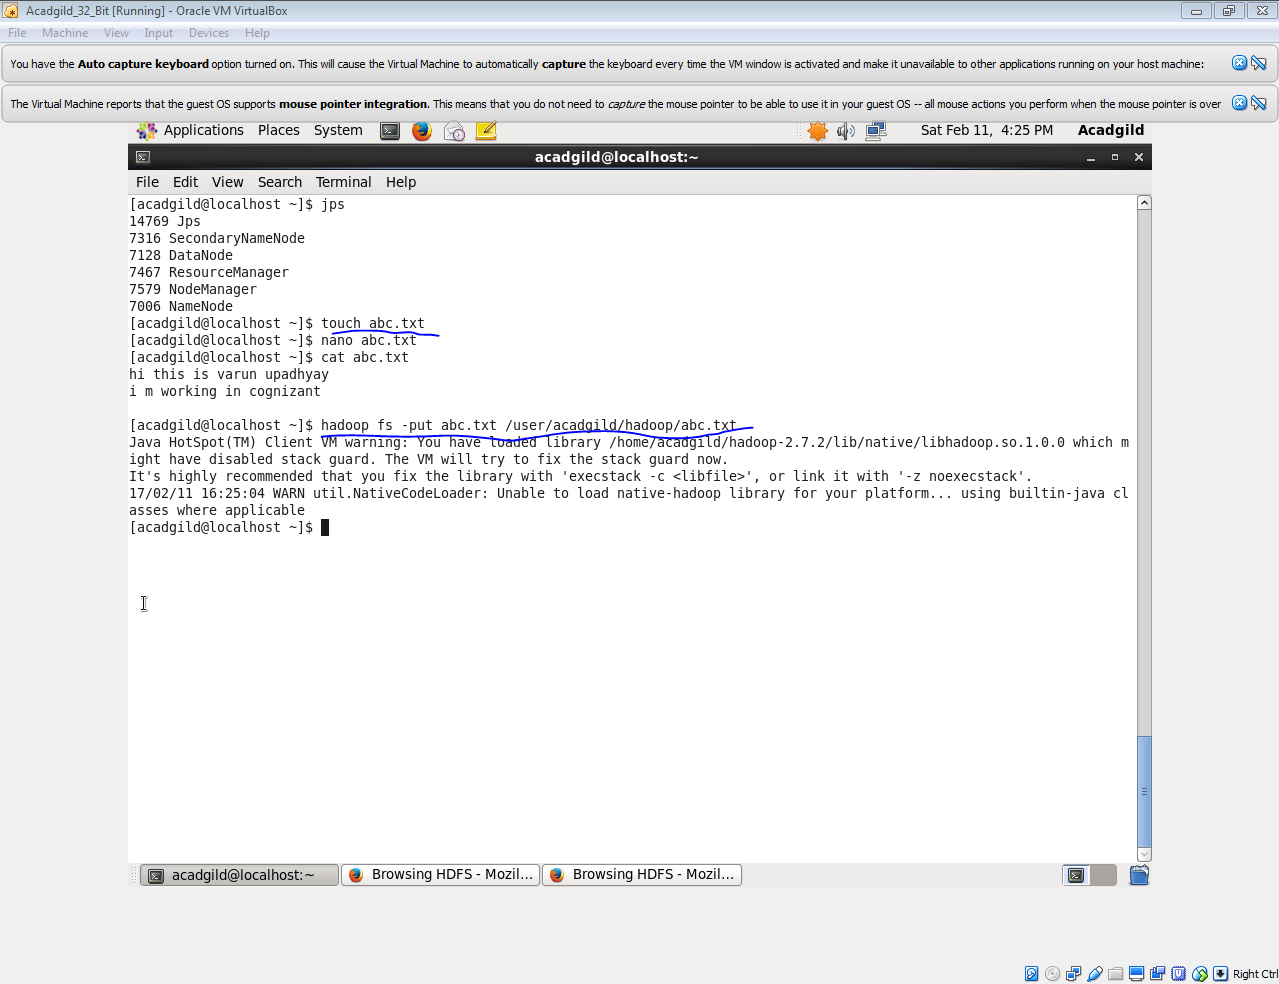 Acadgild_32_Bit [Running] - Oracle VM VirtualBox
File Machine View Input Devices Help
You have the Auto capture keyboard option turned on. This will cause the Virtual Machine to automatically capture the keyboard every time the VM window is activated and make it unavailable to other applications running on your host machine:
The Virtual Machine reports that the guest OS supports mouse pointer integration. This means that you do not need to capture the mouse pointer to be able to use it in your guest OS -- all mouse actions you perform when the mouse pointer is over
Applications Places System Sat Feb 11, 4:25 PM Acadgild
acadgild@localhost:~
File Edit View Search Terminal Help
[acadgild@localhost ~]$ jps
14769 Jps
7316 SecondaryNameNode
7128 DataNode
7467 ResourceManager
7579 NodeManager
7006 NameNode
[acadgild@localhost ~]$ touch abc.txt
[acadgild@localhost ~]$ nano abc.txt
[acadgild@localhost ~]$ cat abc.txt
hi this is varun upadhyay
i m working in cognizant
[acadgild@localhost ~]$ hadoop fs -put abc.txt /user/acadgild/hadoop/abc.txt
Java HotSpot(TM) Client VM warning: You have loaded library /home/acadgild/hadoop-2.7.2/lib/native/libhadoop.so.1.0.0 which m
ight have disabled stack guard. The VM will try to fix the stack guard now.
It's highly recommended that you fix the library with 'execstack -c <libfile>', or link it with '-z noexecstack'.
17/02/11 16:25:04 WARN util.NativeCodeLoader: Unable to load native-hadoop library for your platform... using builtin-java cl
asses where applicable
[acadgild@localhost ~]$
acadgild@localhost:~ Browsing HDFS - Mozil... Browsing HDFS - Mozil...
Right Ctrl